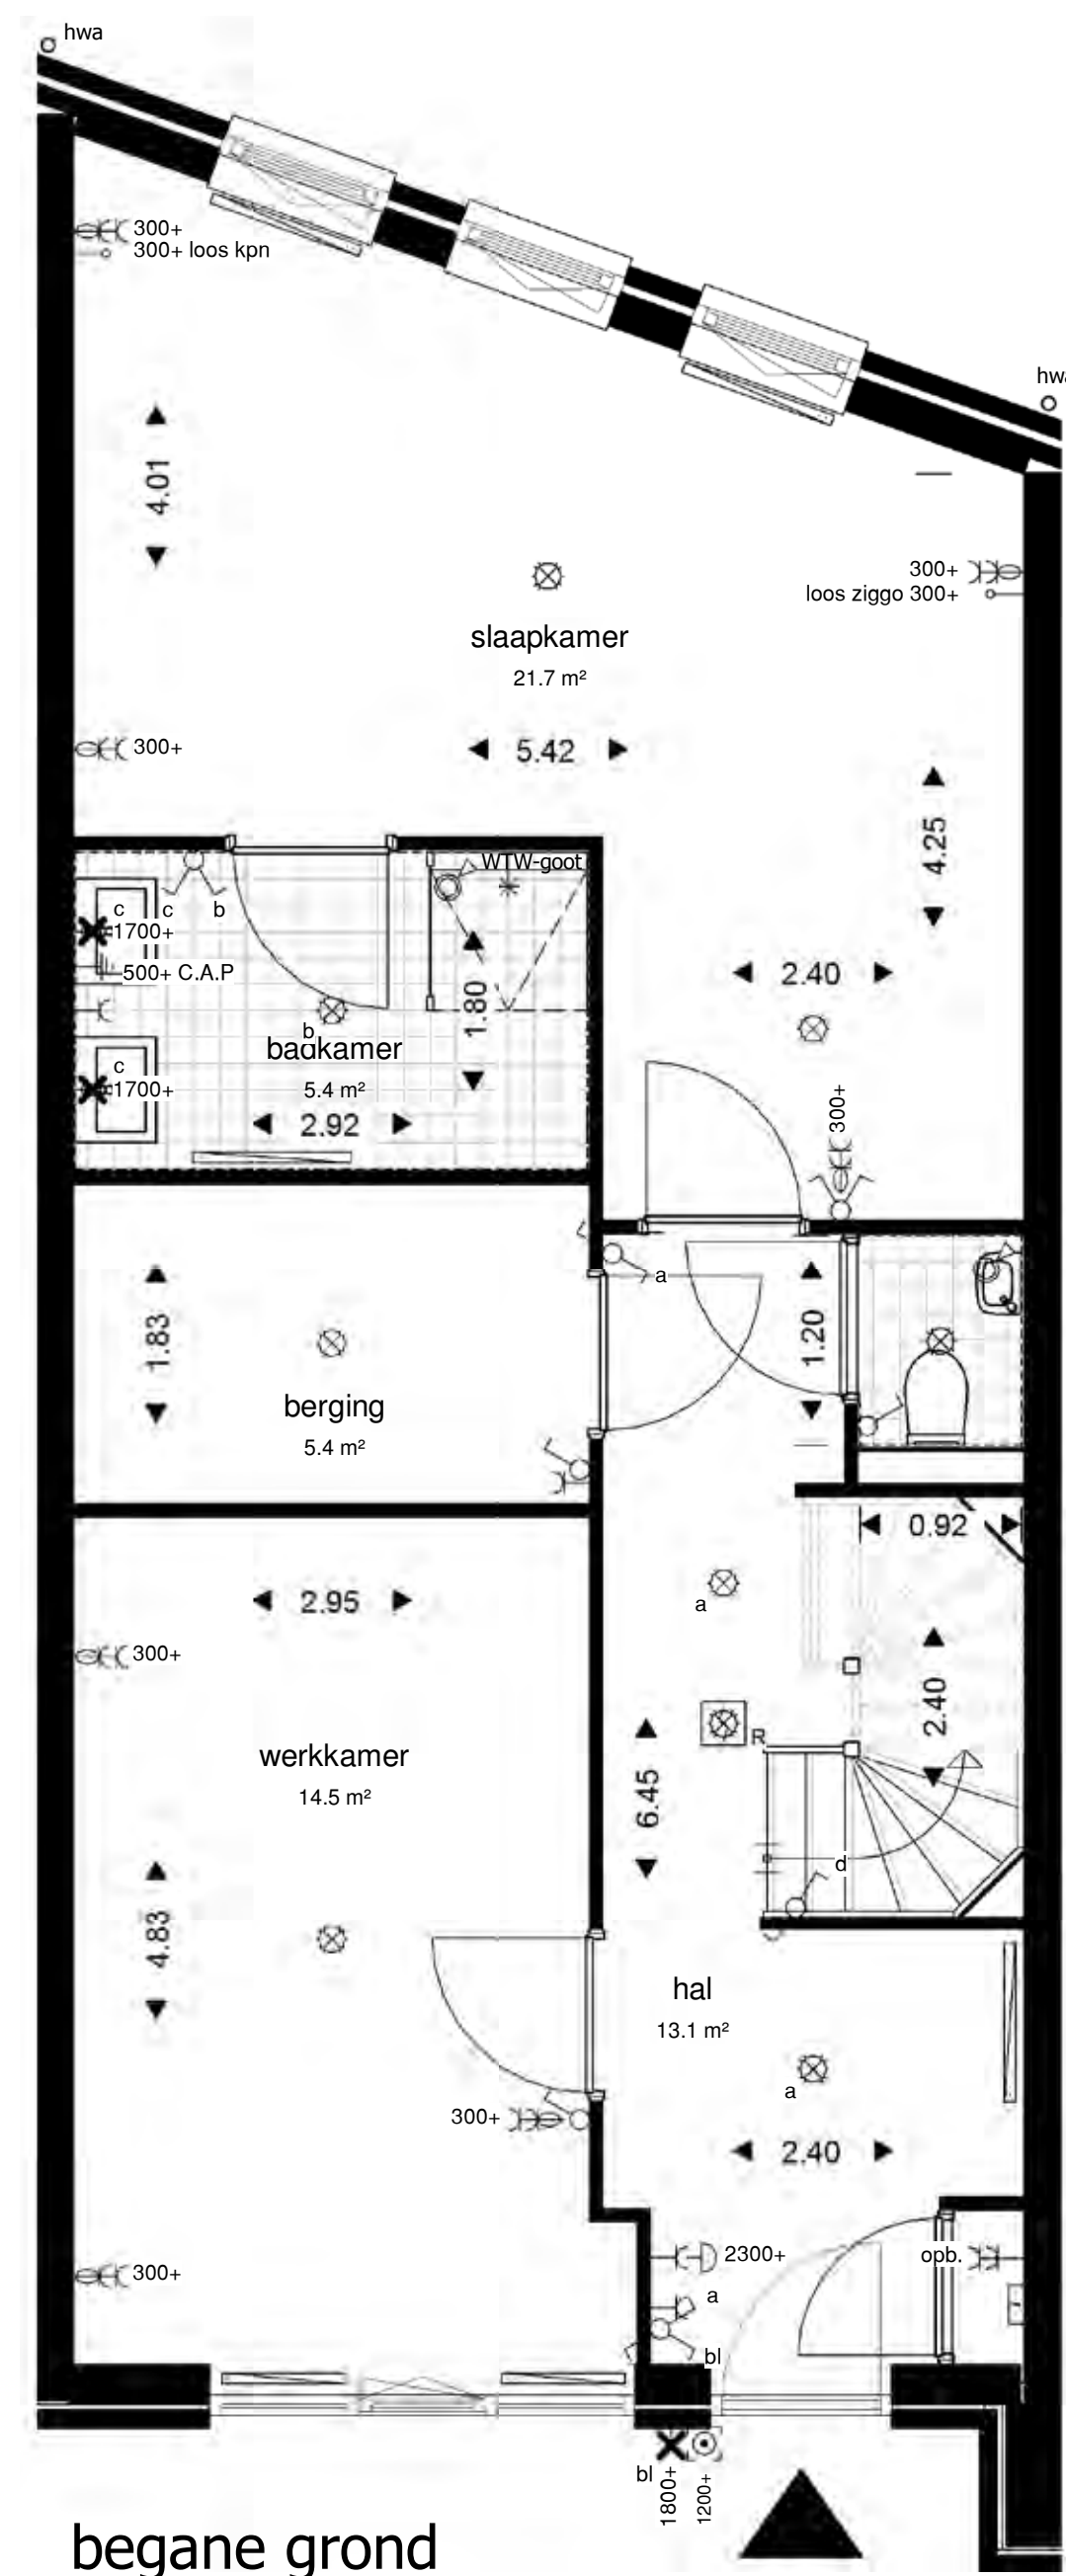 hwa
300+
300+ loos kpn
hwa
4.01
300+
loos ziggo 300+
slaapkamer
21.7 m²
300+
5.42
4.25
WTW-goot
c
c
b
1700+
500+ C.A.P
2.40
1.80
b
badkamer
c
1700+
5.4 m²
2.92
300+
a
1.83
1.20
berging
5.4 m²
0.92
2.95
a
300+
2.40
R
werkkamer
14.5 m²
6.45
d
4.83
hal
13.1 m²
a
300+
2.40
2300+
opb.
300+
a
bl
bl
1800+
1200+
begane grond